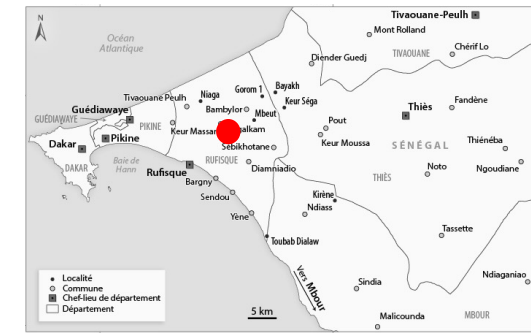 N
Océan
Atlantique
Tivaouane-Peulh
Mont Rolland
TIVAOUANE
Chérif Lo
Diender Guedj
Gorom 1
Bayakh
Niaga
Tivaouane Peulh
Keur Séga
Bambylor
Mbeut
Guédiawaye
GUÉDIAWAYE
PIKINE
Keur Massar
Pikine
Dakar
DAKAR
Baie de
Hann
Sébikhotane
RUFISQUE
Rufisque
Diamniadio
Bargny
Sendou
Yène
Toubab Dialaw
Thiès
Fandène
Pout
Keur Moussa
SÉNÉGAL
Thiénéba
Ngoudiane
Noto
THIÈS
Kirène
Ndiass
Tassette
Ndiaganiao
Sindia
Malicounda
MBOUR
Vers Mbour
5 km
Localité
Commune
Chef-lieu de département
Département